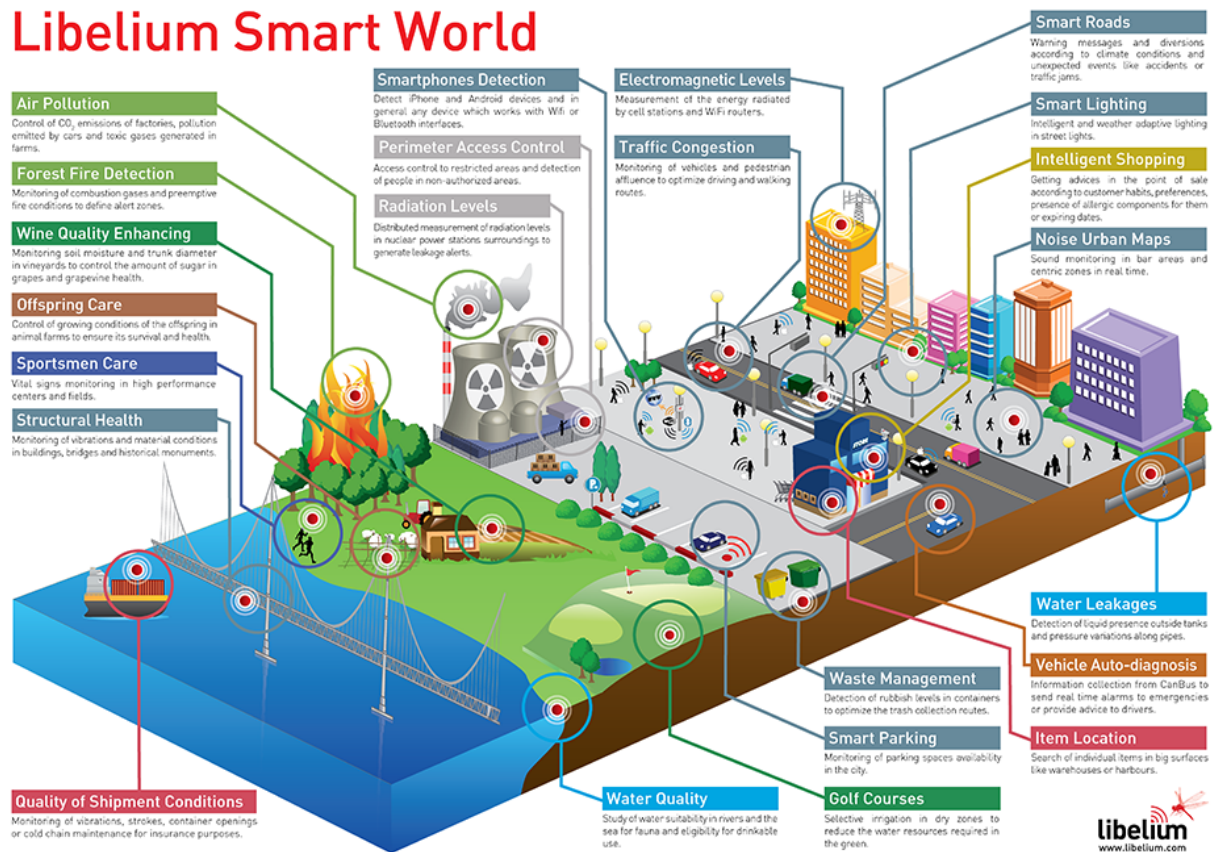 Libelium Smart World
Air Pollution
Control of CO₂ emissions of factories, pollution
emitted by cars and toxic gases generated in
farms.
Forest Fire Detection
Monitoring of combustion gases and preemptive
fire conditions to define alert zones.
Wine Quality Enhancing
Monitoring soil moisture and trunk diameter
in vineyards to control the amount of sugar in
grapes and grapevine health.
Offspring Care
Control of growing conditions of the offspring in
animal farms to ensure its survival and health.
Sportsmen Care
Vital signs monitoring in high performance
centers and fields.
Structural Health
Monitoring of vibrations and material conditions
in buildings, bridges and historical monuments.
Quality of Shipment Conditions
Monitoring of vibrations, strokes, container openings
or cold chain maintenance for insurance purposes.
Smartphones Detection
Detect iPhone and Android devices and in
general any device which works with Wifi or
Bluetooth interfaces.
Perimeter Access Control
Access control to restricted areas and detection
of people in non-authorized areas.
Radiation Levels
Distributed measurement of radiation levels
in nuclear power stations surroundings to
generate leakage alerts.
Electromagnetic Levels
Measurement of the energy radiated
by cell stations and WiFi routers.
Traffic Congestion
Monitoring of vehicles and pedestrian
affluence to optimize driving and walking
routes.
Smart Roads
Warning messages and diversions
according to climate conditions and
unexpected events like accidents or
traffic jams.
Smart Lighting
Intelligent and weather adaptive lighting
in street lights.
Intelligent Shopping
Getting advices in the point of sale
according to customer habits, preferences,
presence of allergic components for them
or expiring dates.
Noise Urban Maps
Sound monitoring in bar areas and
centric zones in real time.
STORE
P
Water Leakages
Detection of liquid presence outside tanks
and pressure variations along pipes.
Vehicle Auto-diagnosis
Information collection from CanBus to
send real time alarms to emergencies
or provide advice to drivers.
Item Location
Search of individual items in big surfaces
like warehouses or harbours.
Waste Management
Detection of rubbish levels in containers
to optimize the trash collection routes.
Smart Parking
Monitoring of parking spaces availability
in the city.
Golf Courses
Selective irrigation in dry zones to
reduce the water resources required in
the green.
Water Quality
Study of water suitability in rivers and the
sea for fauna and eligibility for drinkable
use.
libelium
www.libelium.com